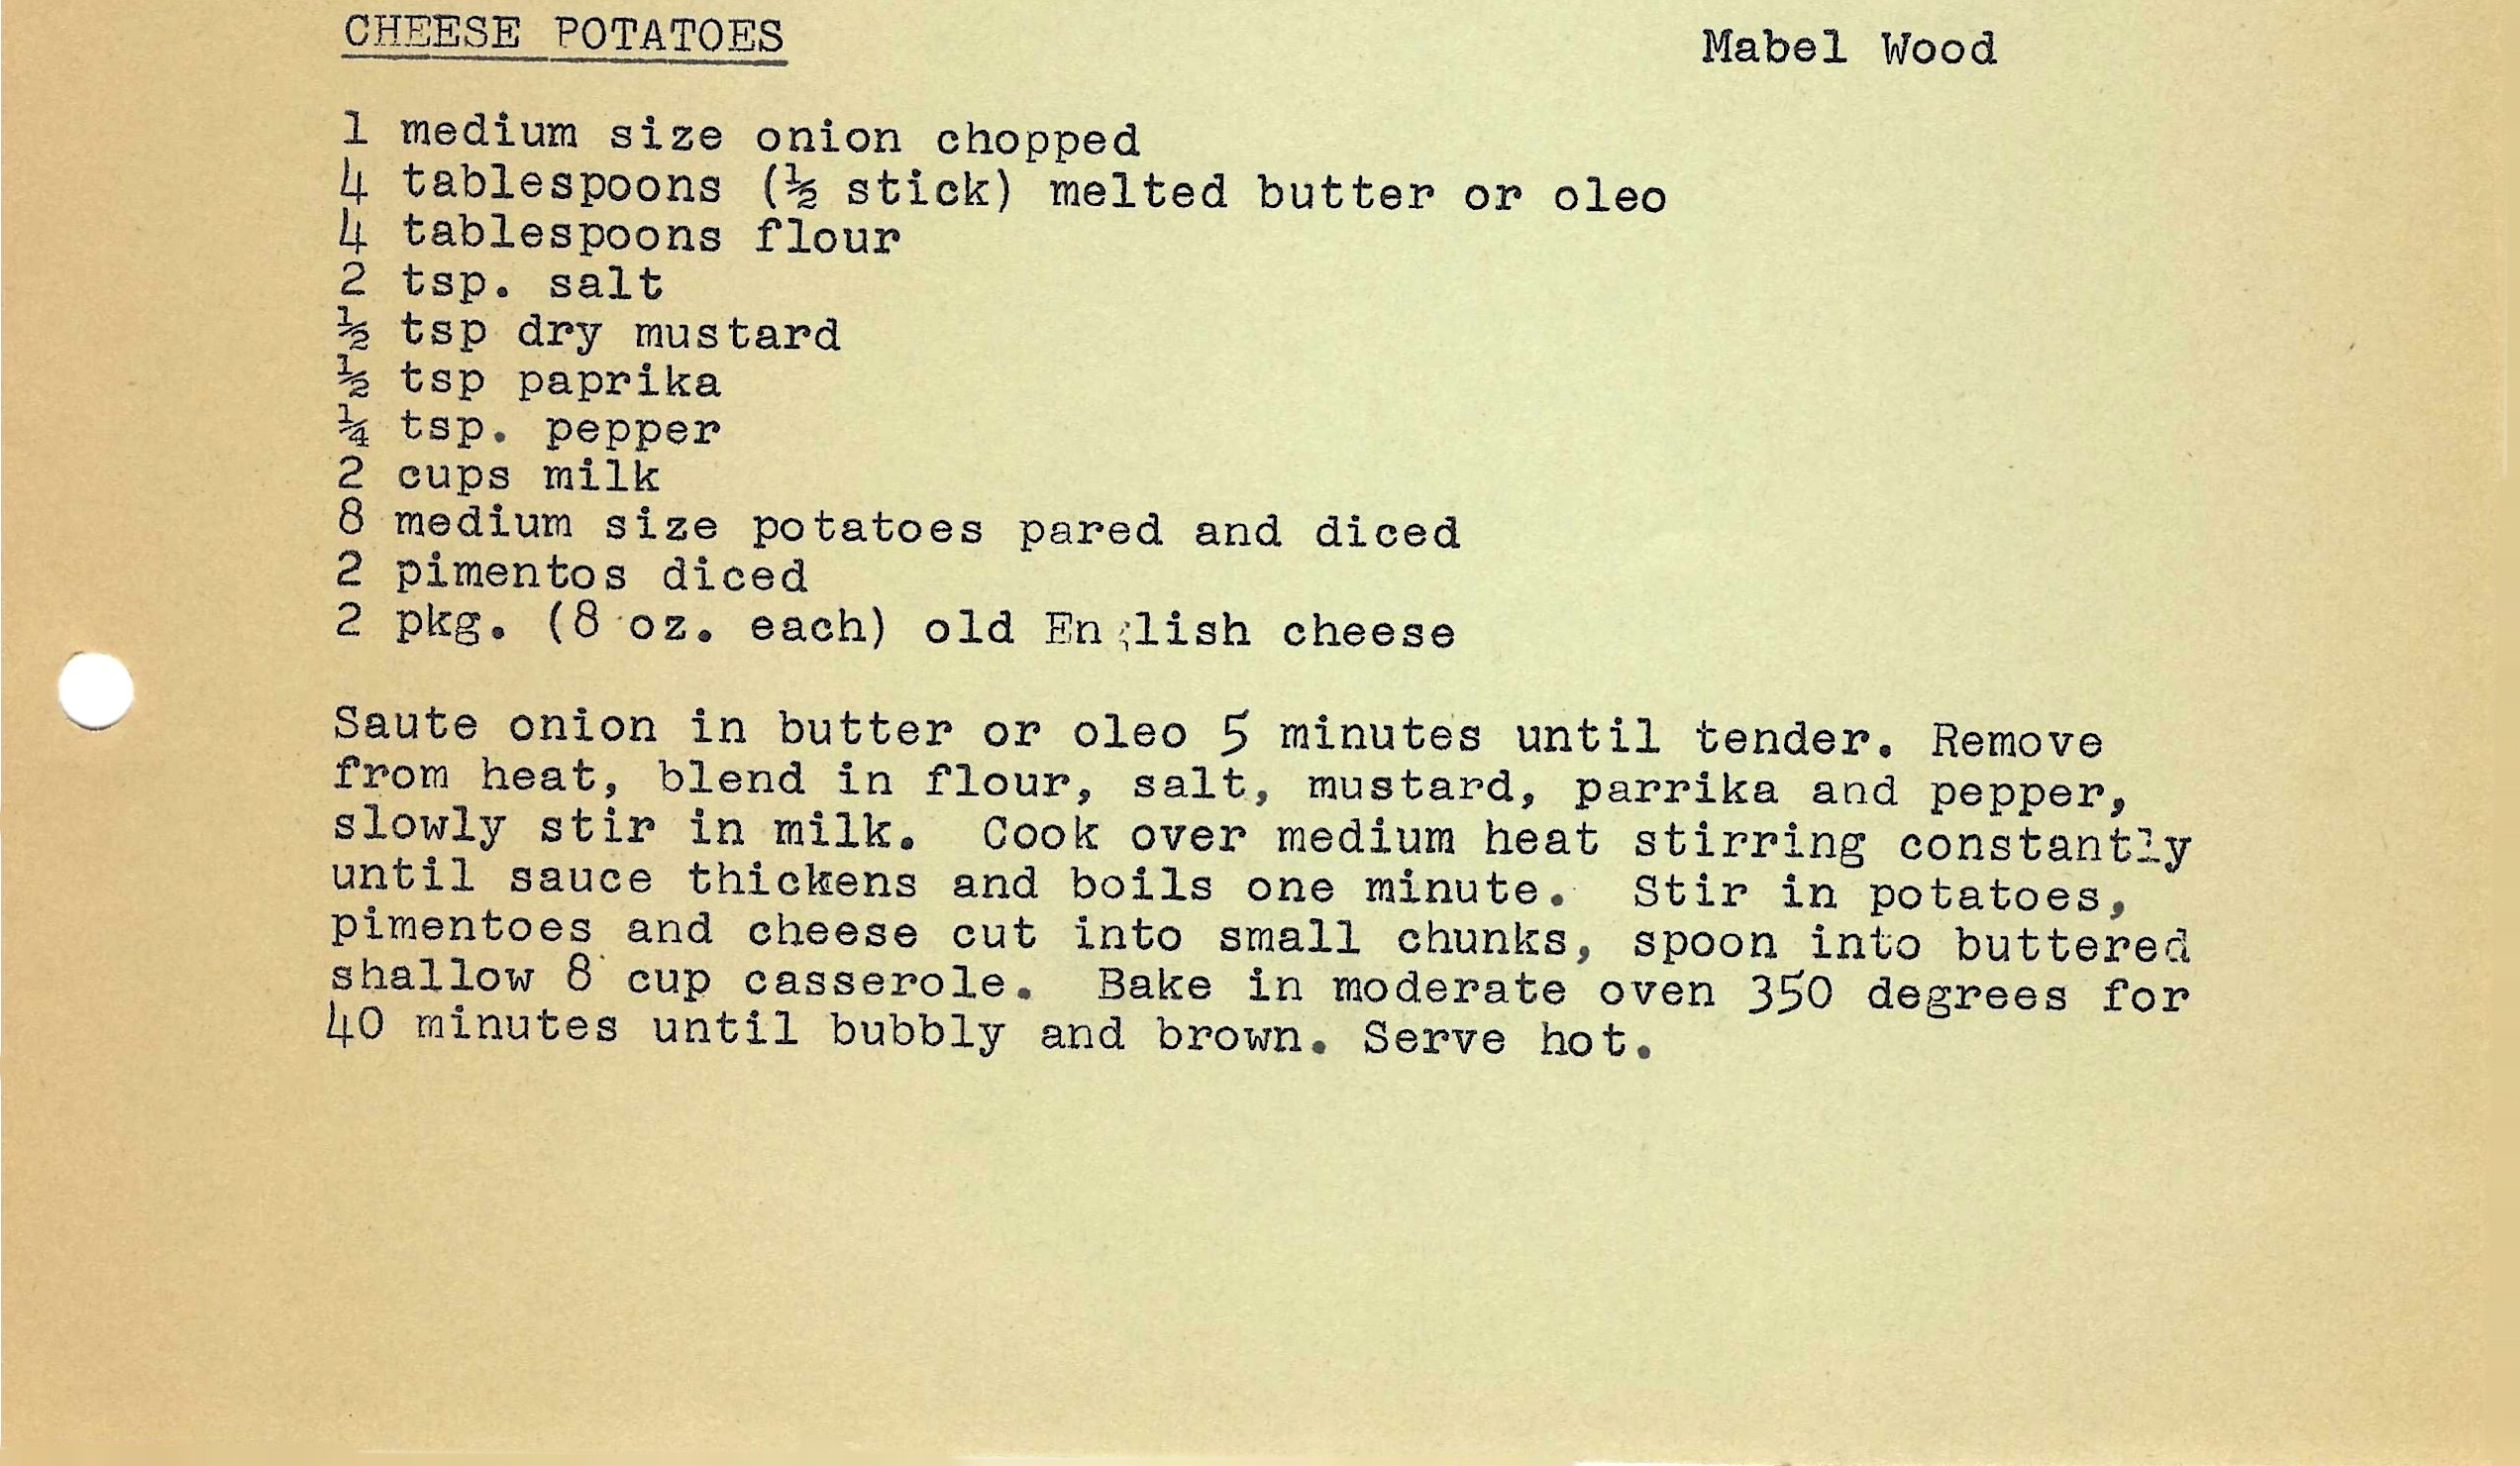 CHEESE POTATOES Mabel Wood
1 medium size onion chopped
4 tablespoons (½ stick) melted butter or oleo
4 tablespoons flour
2 tsp. salt
½ tsp dry mustard
½ tsp paprika
¼ tsp. pepper
2 cups milk
8 medium size potatoes pared and diced
2 pimentos diced
2 pkg. (8 oz. each) old English cheese
Saute onion in butter or oleo 5 minutes until tender. Remove
from heat, blend in flour, salt, mustard, parrika and pepper,
slowly stir in milk. Cook over medium heat stirring constantly
until sauce thickens and boils one minute. Stir in potatoes,
pimentoes and cheese cut into small chunks, spoon into buttered
shallow 8 cup casserole. Bake in moderate oven 350 degrees for
40 minutes until bubbly and brown. Serve hot.